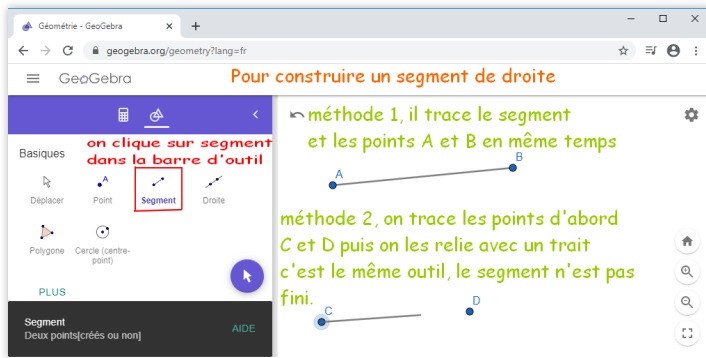 Géométrie - GeoGebra
geogebra.org/geometry?lang=fr
GeoGebra
Pour construire un segment de droite
on clique sur segment
dans la barre d'outil
Basiques
Déplacer
Point
Segment
Droite
Polygone
Cercle (centre-
point)
PLUS
Segment
Deux points[créés ou non]
AIDE
méthode 1, il trace le segment
et les points A et B en même temps
A
B
méthode 2, on trace les points d'abord
C et D puis on les relie avec un trait
c'est le même outil, le segment n'est pas
fini.
C
D